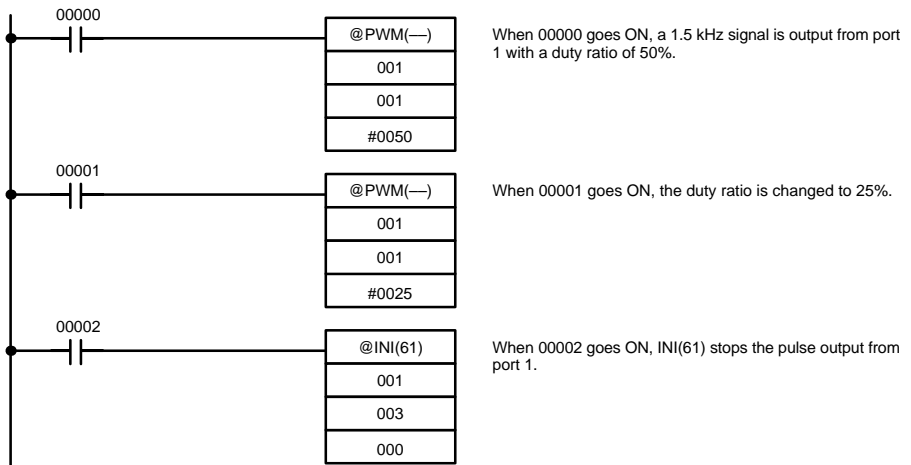 00000
@PWM(––)
001
001
#0050
When 00000 goes ON, a 1.5 kHz signal is output from port
1 with a duty ratio of 50%.
00001
@PWM(––)
001
001
#0025
When 00001 goes ON, the duty ratio is changed to 25%.
00002
@INI(61)
001
003
000
When 00002 goes ON, INI(61) stops the pulse output from
port 1.